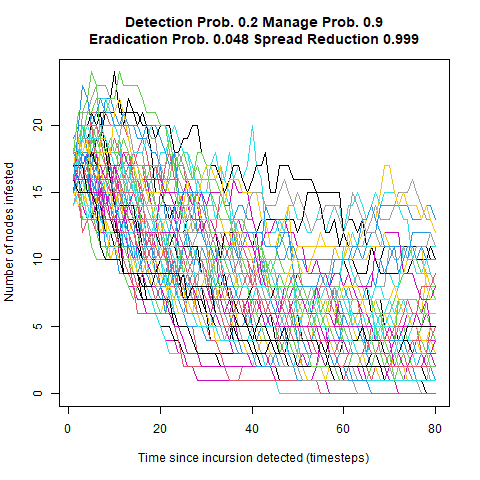 Detection Prob. 0.2 Manage Prob. 0.9
Eradication Prob. 0.048 Spread Reduction 0.999
Number of nodes infested
20
15
10
5
0
0 20 40 60 80
Time since incursion detected (timesteps)